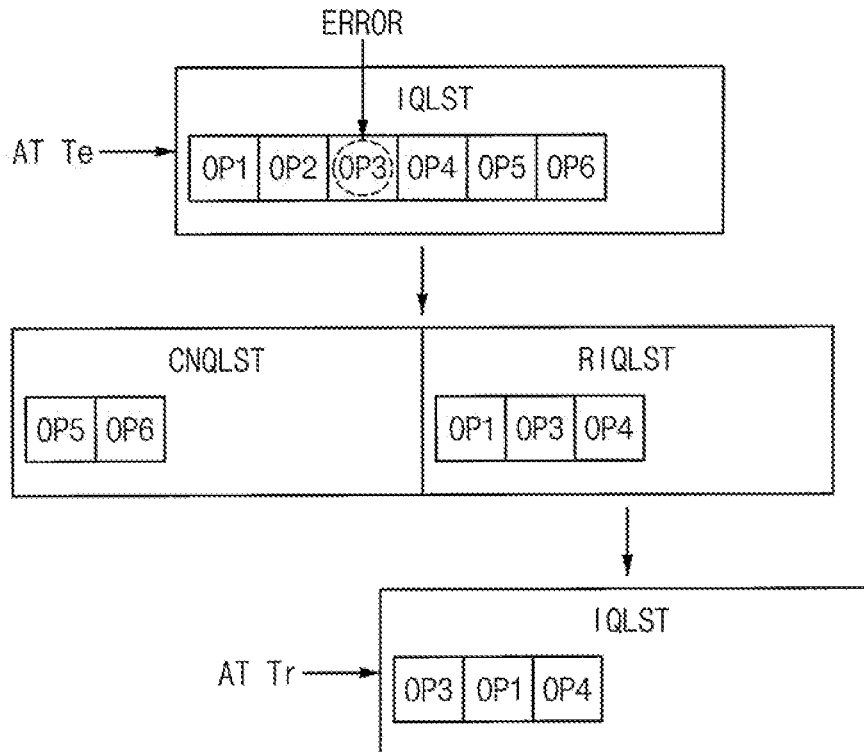 ERROR
IQLST
AT Te
OP1 OP2 OP3 OP4 OP5 OP6
CNQLST
OP5 OP6
RIQLST
OP1 OP3 OP4
IQLST
AT Tr
OP3 OP1 OP4